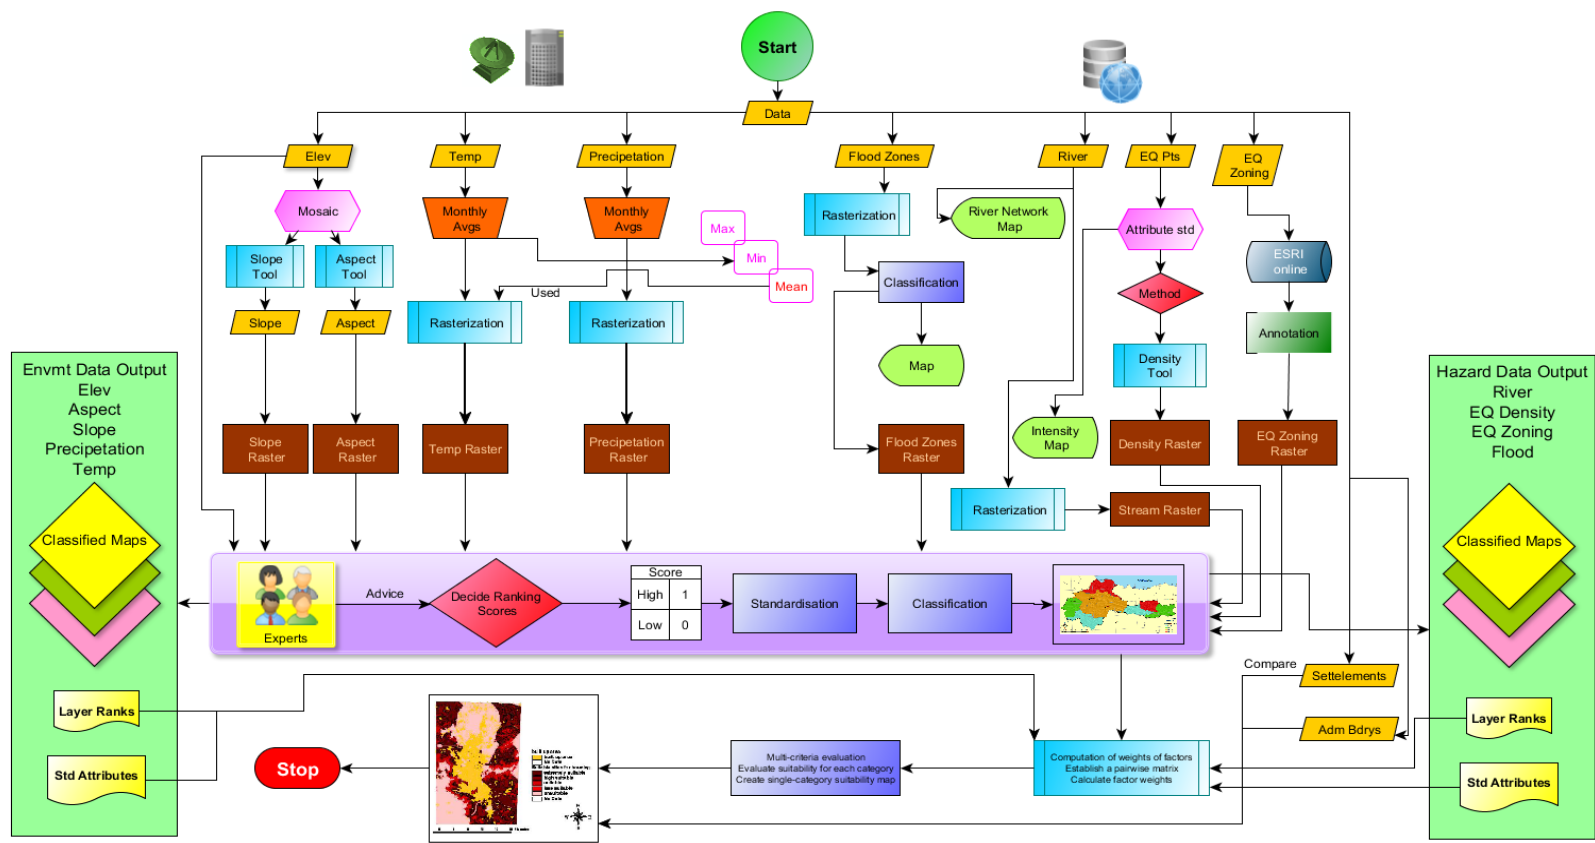 Start
Data
Elev
Temp
Precipetation
Flood Zones
River
EQ Pts
EQ
Zoning
Mosaic
Monthly
Avgs
Monthly
Avgs
Max
Min
Mean
Used
Rasterization
River Network
Map
Attribute std
ESRI
online
Slope
Tool
Aspect
Tool
Classification
Method
Slope
Aspect
Rasterization
Rasterization
Annotation
Map
Density
Tool
Envmt Data Output
Elev
Aspect
Slope
Precipetation
Temp
Classified Maps
Layer Ranks
Std Attributes
Hazard Data Output
River
EQ Density
EQ Zoning
Flood
Classified Maps
Layer Ranks
Std Attributes
Slope
Raster
Aspect
Raster
Temp Raster
Precipetation
Raster
Flood Zones
Raster
Intensity
Map
Density Raster
EQ Zoning
Raster
Rasterization
Stream Raster
Experts
Advice
Decide Ranking
Scores
Score
High 1
Low 0
Standardisation
Classification
Compare
Settelements
Adm Bdrys
Computation of weights of factors
Establish a pairwise matrix
Calculate factor weights
Multi-criteria evaluation
Evaluate suitability for each category
Create single-category suitability map
Stop